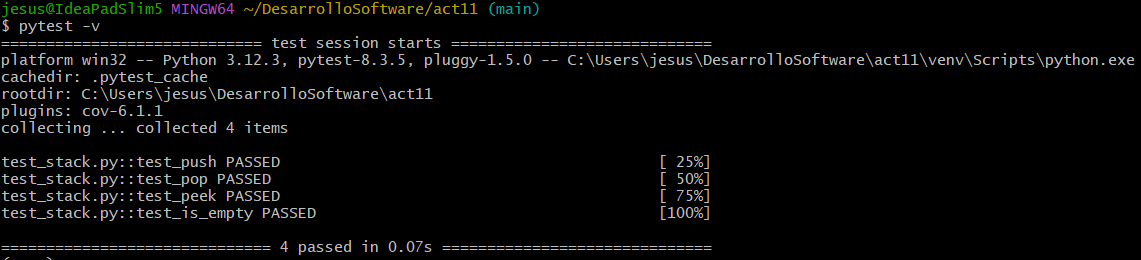 jesus@IdeaPadSlim5 MINGW64 ~/DesarrolloSoftware/act11 (main)
$ pytest -v
============================= test session starts =============================
platform win32 -- Python 3.12.3, pytest-8.3.5, pluggy-1.5.0 -- C:\Users\jesus\DesarrolloSoftware\act11\venv\Scripts\python.exe
cachedir: .pytest_cache
rootdir: C:\Users\jesus\DesarrolloSoftware\act11
plugins: cov-6.1.1
collecting ... collected 4 items
test_stack.py::test_push PASSED [ 25%]
test_stack.py::test_pop PASSED [ 50%]
test_stack.py::test_peek PASSED [ 75%]
test_stack.py::test_is_empty PASSED [100%]
============================== 4 passed in 0.07s ==============================